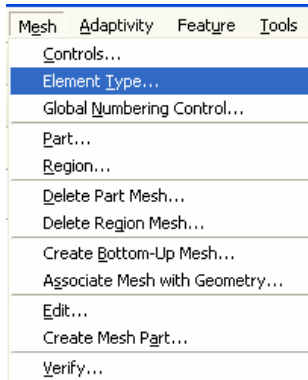 Mesh Adaptivity Feature Tools
Controls...
Element Type...
Global Numbering Control...
Part...
Region...
Delete Part Mesh...
Delete Region Mesh...
Create Bottom-Up Mesh...
Associate Mesh with Geometry...
Edit...
Create Mesh Part...
Verify...